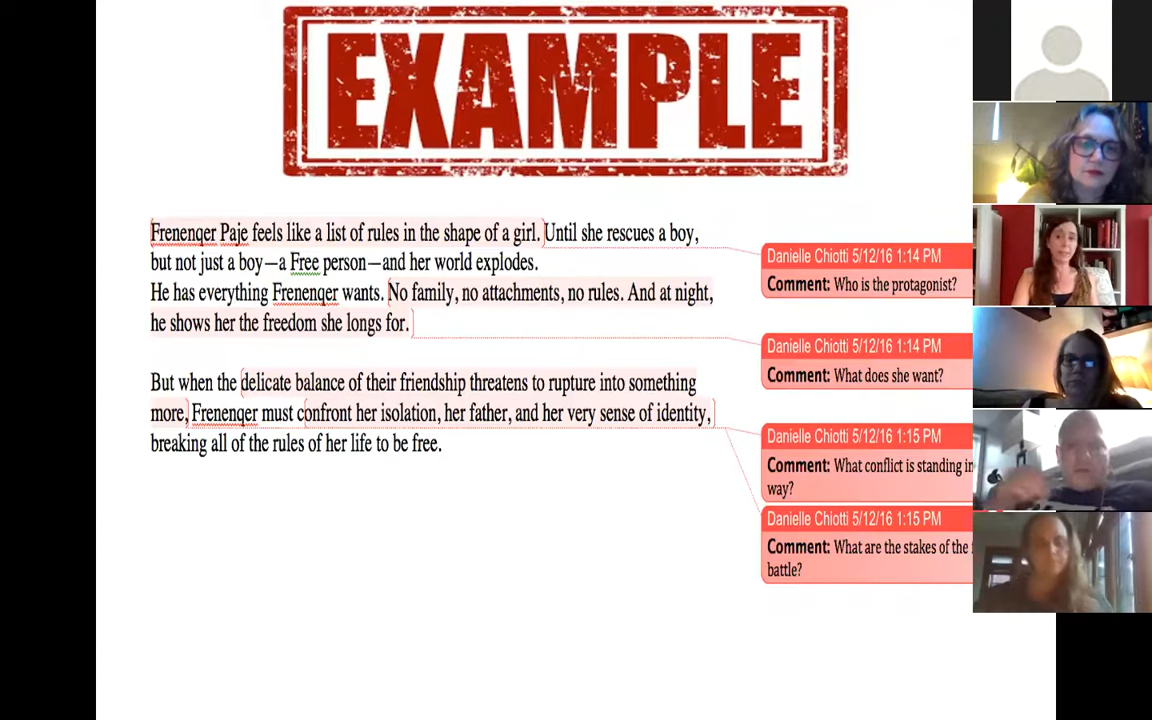 EXAMPLE
Frenenqer Paje feels like a list of rules in the shape of a girl. Until she rescues a boy,
but not just a boy—a Free person—and her world explodes.
He has everything Frenenqer wants. No family, no attachments, no rules. And at night,
he shows her the freedom she longs for.
But when the delicate balance of their friendship threatens to rupture into something
more, Frenenqer must confront her isolation, her father, and her very sense of identity,
breaking all of the rules of her life to be free.
Danielle Chiotti 5/12/16 1:14 PM
Comment: Who is the protagonist?
Danielle Chiotti 5/12/16 1:14 PM
Comment: What does she want?
Danielle Chiotti 5/12/16 1:15 PM
Comment: What conflict is standing in
way?
Danielle Chiotti 5/12/16 1:15 PM
Comment: What are the stakes of the
battle?